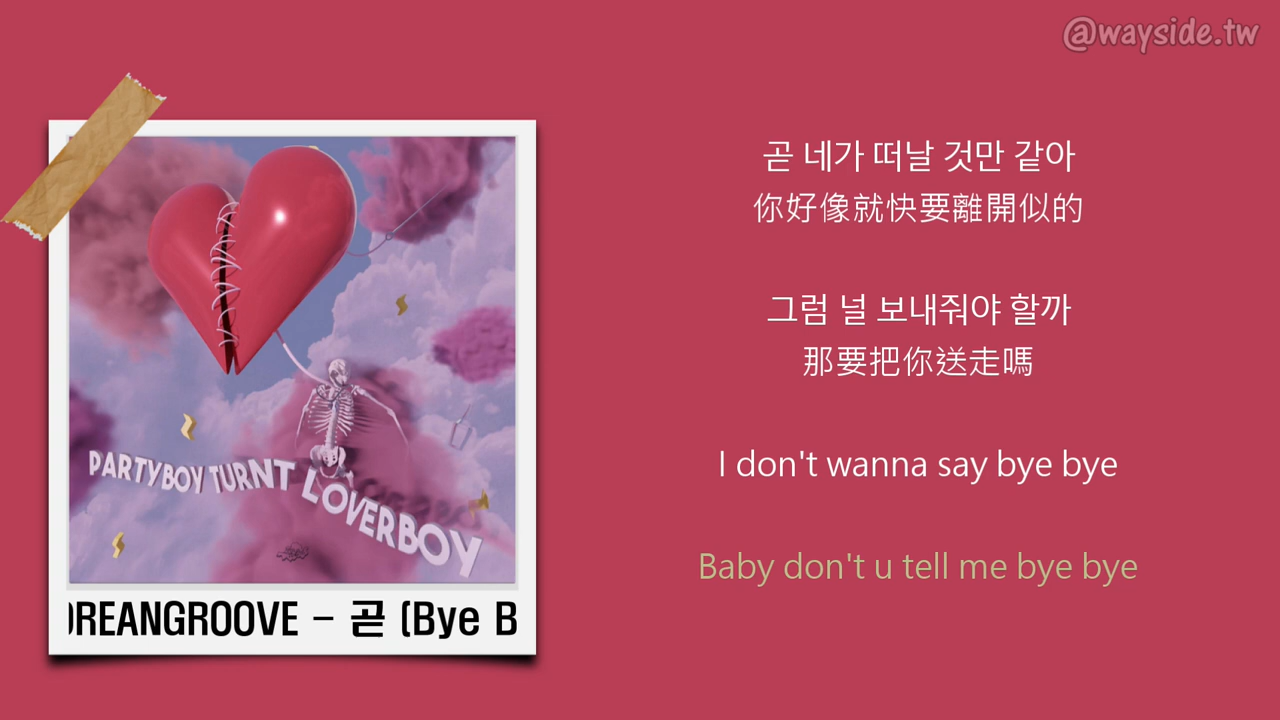 @wayside.tw
곧 네가 떠날 것만 같아
你好像就快要離開似的
그럼 널 보내줘야 할까
那要把你送走嗎
I don't wanna say bye bye
Baby don't u tell me bye bye
PARTYBOY TURNT LOVERBOY
OREANGROOVE - 곧 (Bye B